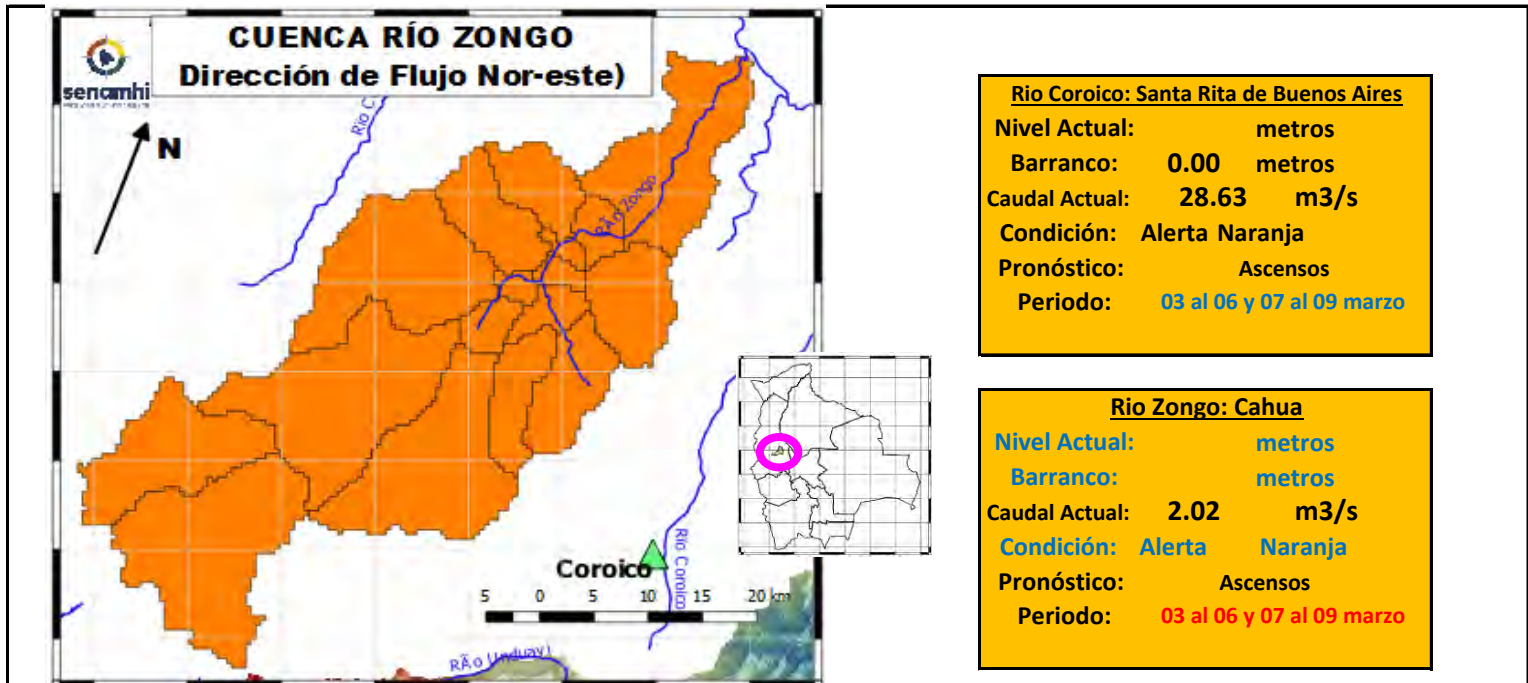 CUENCA RÍO ZONGO
Dirección de Flujo Nor-este)
senamhi
N
Río C
RÃ­o Zongo
Coroico
Río Coroico
5 0 5 10 15 20 km
RÃ­o Unduavi
Rio Coroico: Santa Rita de Buenos Aires
Nivel Actual: metros
Barranco: 0.00 metros
Caudal Actual: 28.63 m3/s
Condición: Alerta Naranja
Pronóstico: Ascensos
Periodo: 03 al 06 y 07 al 09 marzo
Rio Zongo: Cahua
Nivel Actual: metros
Barranco: metros
Caudal Actual: 2.02 m3/s
Condición: Alerta Naranja
Pronóstico: Ascensos
Periodo: 03 al 06 y 07 al 09 marzo